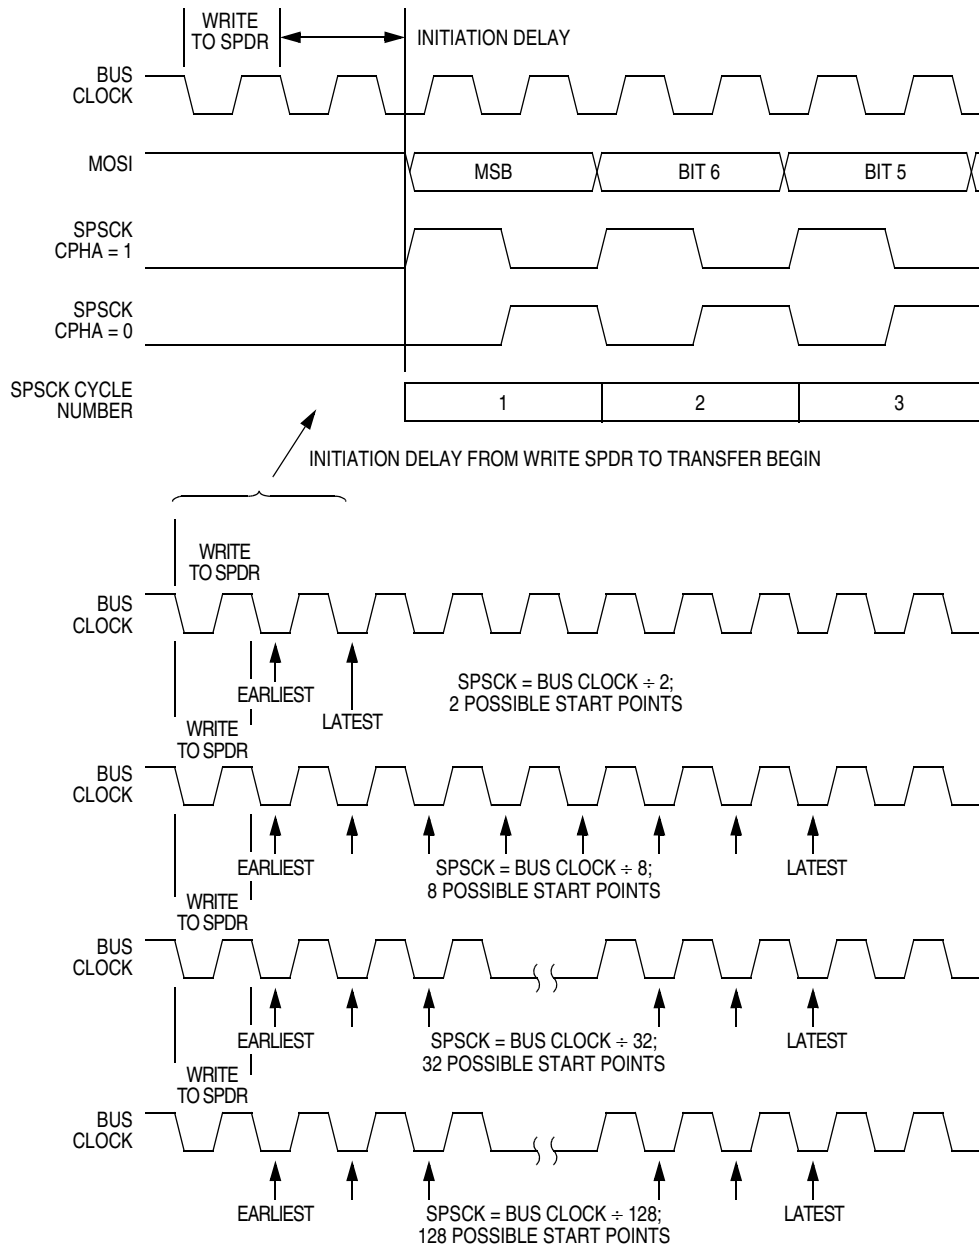 WRITE
TO SPDR
INITIATION DELAY
BUS
CLOCK
MOSI
MSB
BIT 6
BIT 5
SPSCK
CPHA = 1
SPSCK
CPHA = 0
SPSCK CYCLE
NUMBER
1
2
3
INITIATION DELAY FROM WRITE SPDR TO TRANSFER BEGIN
WRITE
TO SPDR
BUS
CLOCK
EARLIEST
LATEST
SPSCK = BUS CLOCK ÷ 2;
2 POSSIBLE START POINTS
WRITE
TO SPDR
BUS
CLOCK
EARLIEST
SPSCK = BUS CLOCK ÷ 8;
8 POSSIBLE START POINTS
LATEST
WRITE
TO SPDR
BUS
CLOCK
EARLIEST
SPSCK = BUS CLOCK ÷ 32;
32 POSSIBLE START POINTS
LATEST
WRITE
TO SPDR
BUS
CLOCK
EARLIEST
SPSCK = BUS CLOCK ÷ 128;
128 POSSIBLE START POINTS
LATEST